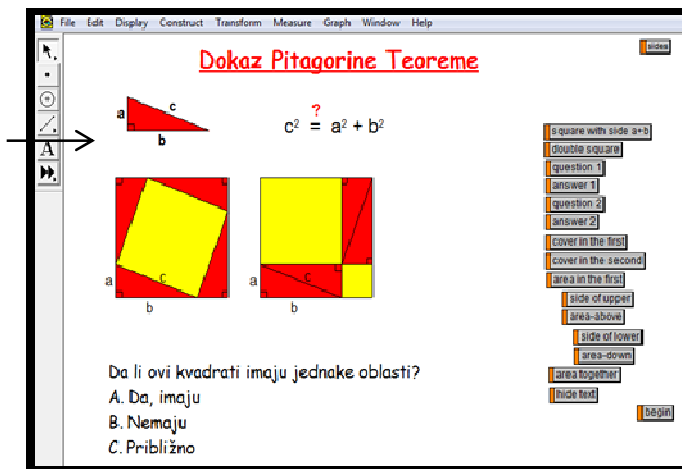 File Edit Display Construct Transform Measure Graph Window Help
Dokaz Pitagorine Teoreme
slides
a c
b
?
c² = a² + b²
A
square with side a+b
double square
question 1
answer 1
question 2
answer 2
cover in the first
cover in the second
area in the first
side of upper
area-above
side of lower
area-down
area together
hide text
begin
a c
b
a c
b
Da li ovi kvadrati imaju jednake oblasti?
A. Da, imaju
B. Nemaju
C. Približno